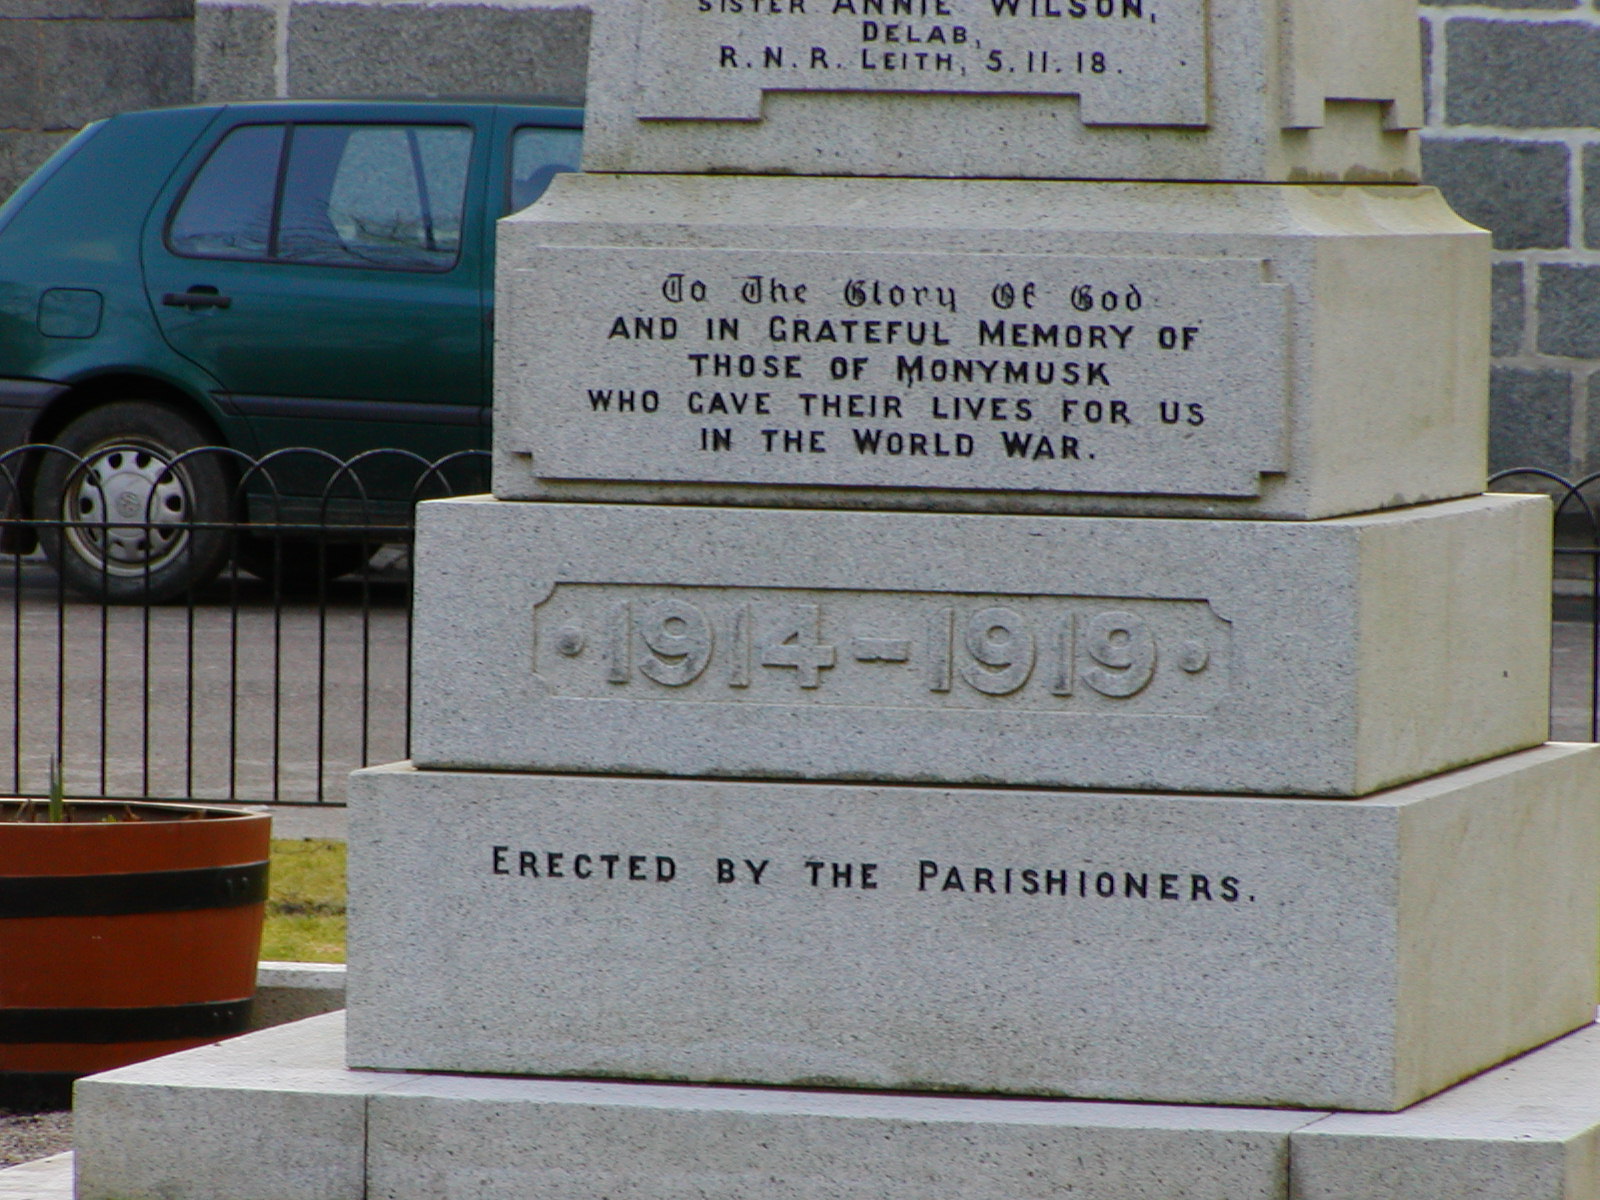 SISTER ANNIE WILSON,
DELAB,
R.N.R. LEITH, 5.11.18.
To The Glory Of God
AND IN GRATEFUL MEMORY OF
THOSE OF MONYMUSK
WHO GAVE THEIR LIVES FOR US
IN THE WORLD WAR.
·1914-1919·
ERECTED BY THE PARISHIONERS.